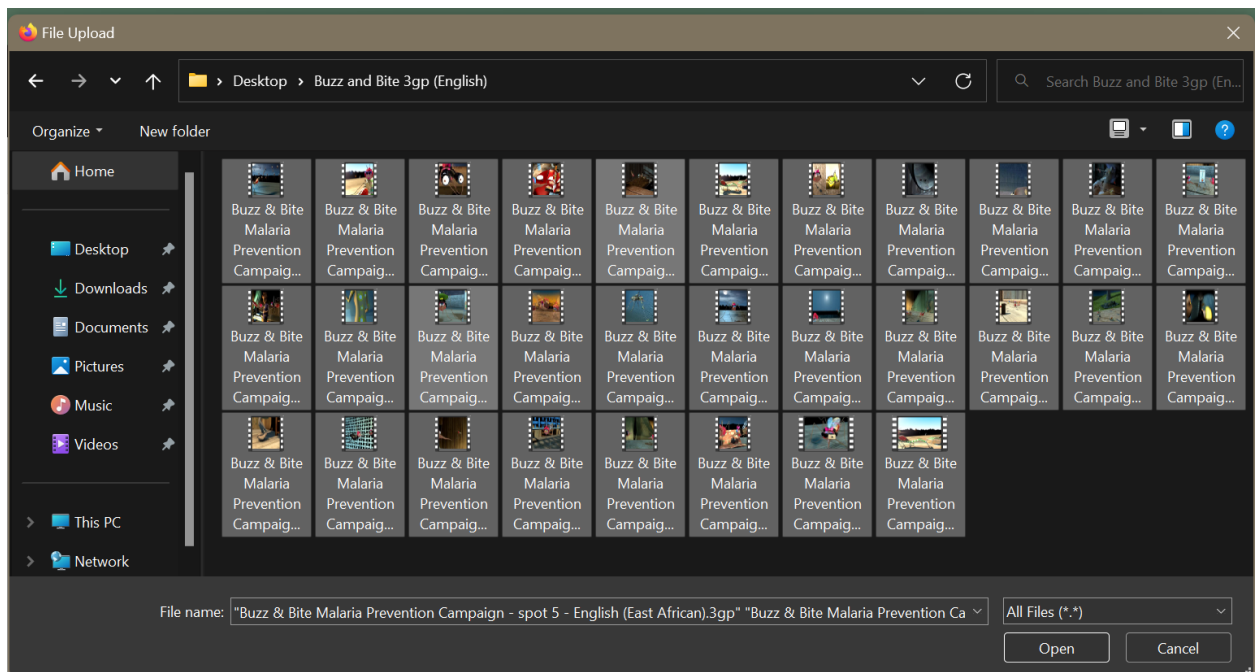 File Upload
Desktop > Buzz and Bite 3gp (English)
Search Buzz and Bite 3gp (En...
Organize
New folder
Home
Desktop
Downloads
Documents
Pictures
Music
Videos
This PC
Network
Buzz & Bite Buzz & Bite Buzz & Bite Buzz & Bite Buzz & Bite Buzz & Bite Buzz & Bite Buzz & Bite Buzz & Bite Buzz & Bite Buzz & Bite
Malaria Malaria Malaria Malaria Malaria Malaria Malaria Malaria Malaria Malaria Malaria
Prevention Prevention Prevention Prevention Prevention Prevention Prevention Prevention Prevention Prevention Prevention
Campaig... Campaig... Campaig... Campaig... Campaig... Campaig... Campaig... Campaig... Campaig... Campaig... Campaig...
Buzz & Bite Buzz & Bite Buzz & Bite Buzz & Bite Buzz & Bite Buzz & Bite Buzz & Bite Buzz & Bite Buzz & Bite Buzz & Bite Buzz & Bite
Malaria Malaria Malaria Malaria Malaria Malaria Malaria Malaria Malaria Malaria Malaria
Prevention Prevention Prevention Prevention Prevention Prevention Prevention Prevention Prevention Prevention Prevention
Campaig... Campaig... Campaig... Campaig... Campaig... Campaig... Campaig... Campaig... Campaig... Campaig... Campaig...
Buzz & Bite Buzz & Bite Buzz & Bite Buzz & Bite Buzz & Bite Buzz & Bite Buzz & Bite Buzz & Bite
Malaria Malaria Malaria Malaria Malaria Malaria Malaria Malaria
Prevention Prevention Prevention Prevention Prevention Prevention Prevention Prevention
Campaig... Campaig... Campaig... Campaig... Campaig... Campaig... Campaig... Campaig...
File name: "Buzz & Bite Malaria Prevention Campaign - spot 5 - English (East African).3gp" "Buzz & Bite Malaria Prevention Ca
All Files (*.*)
Open
Cancel